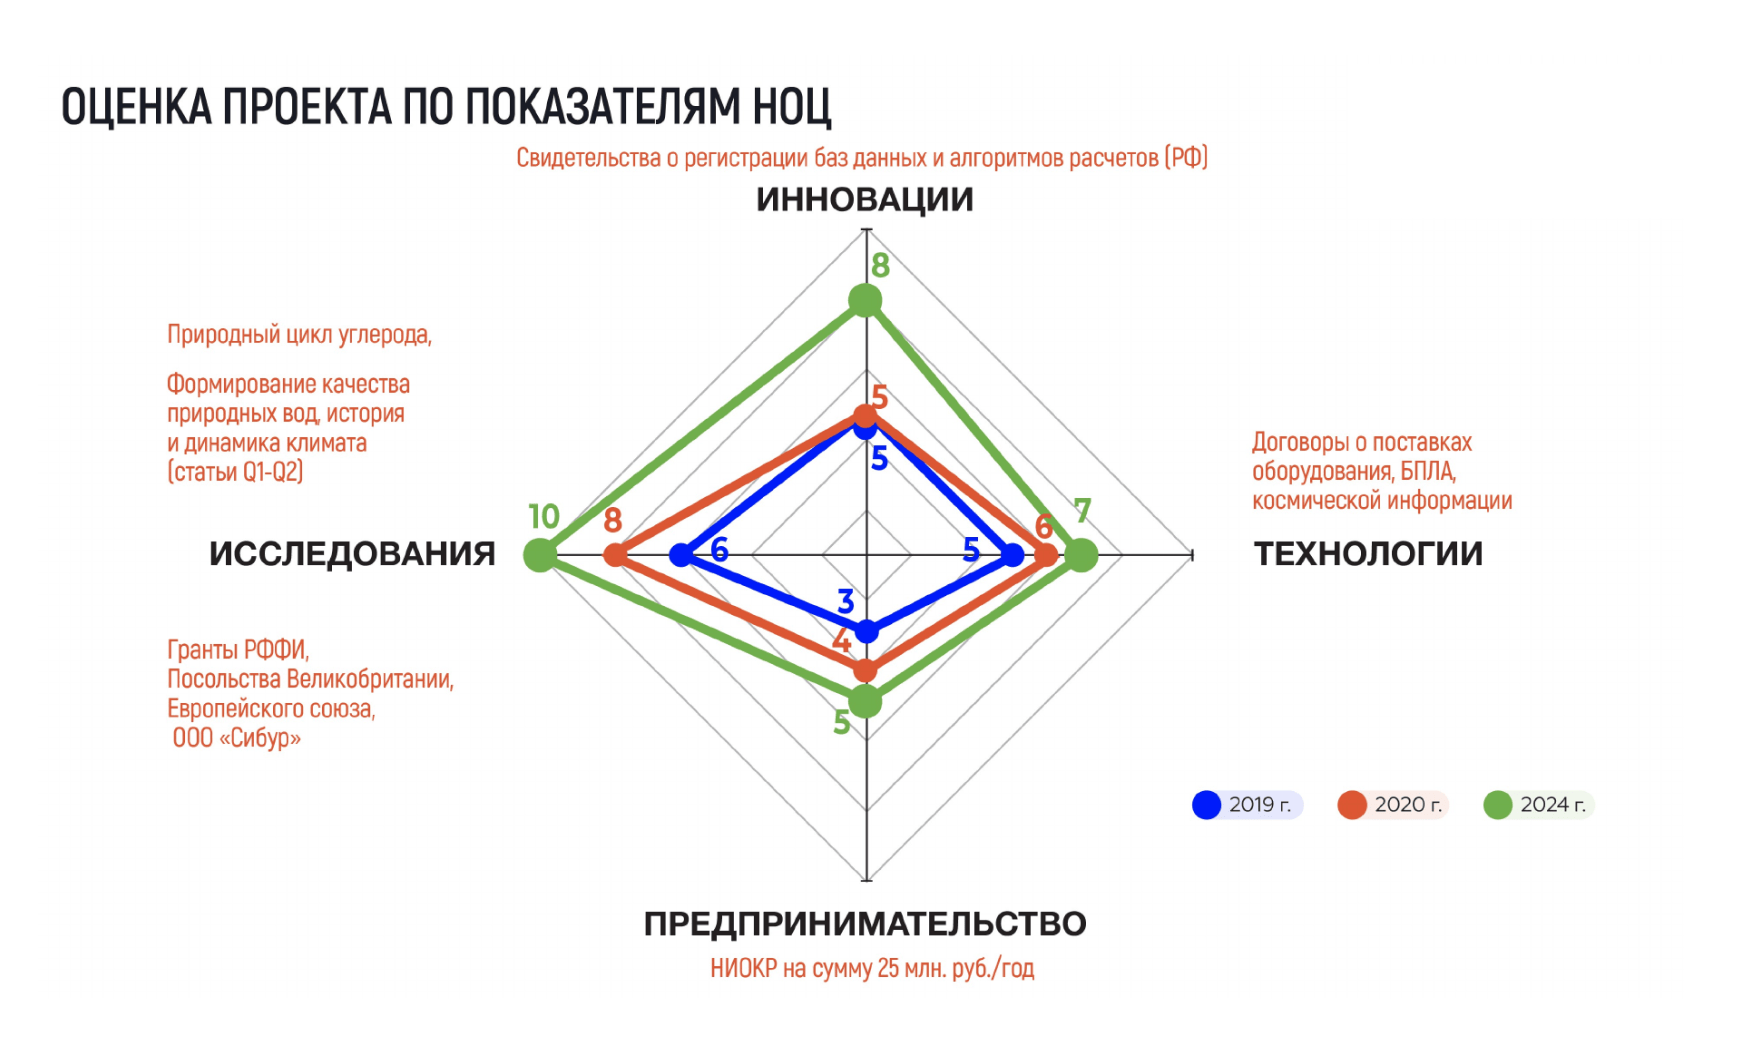 ОЦЕНКА ПРОЕКТА ПО ПОКАЗАТЕЛЯМ НОЦ
Свидетельства о регистрации баз данных и алгоритмов расчетов (РФ)
ИННОВАЦИИ
8
5
5
Природный цикл углерода,
Формирование качества
природных вод, история
и динамика климата
(статьи Q1-Q2)
Договоры о поставках
оборудования, БПЛА,
космической информации
10
8
6
5
6
7
ИССЛЕДОВАНИЯ
ТЕХНОЛОГИИ
3
4
5
Гранты РФФИ,
Посольства Великобритании,
Европейского союза,
ООО «Сибур»
2019 г.
2020 г.
2024 г.
ПРЕДПРИНИМАТЕЛЬСТВО
НИОКР на сумму 25 млн. руб./год